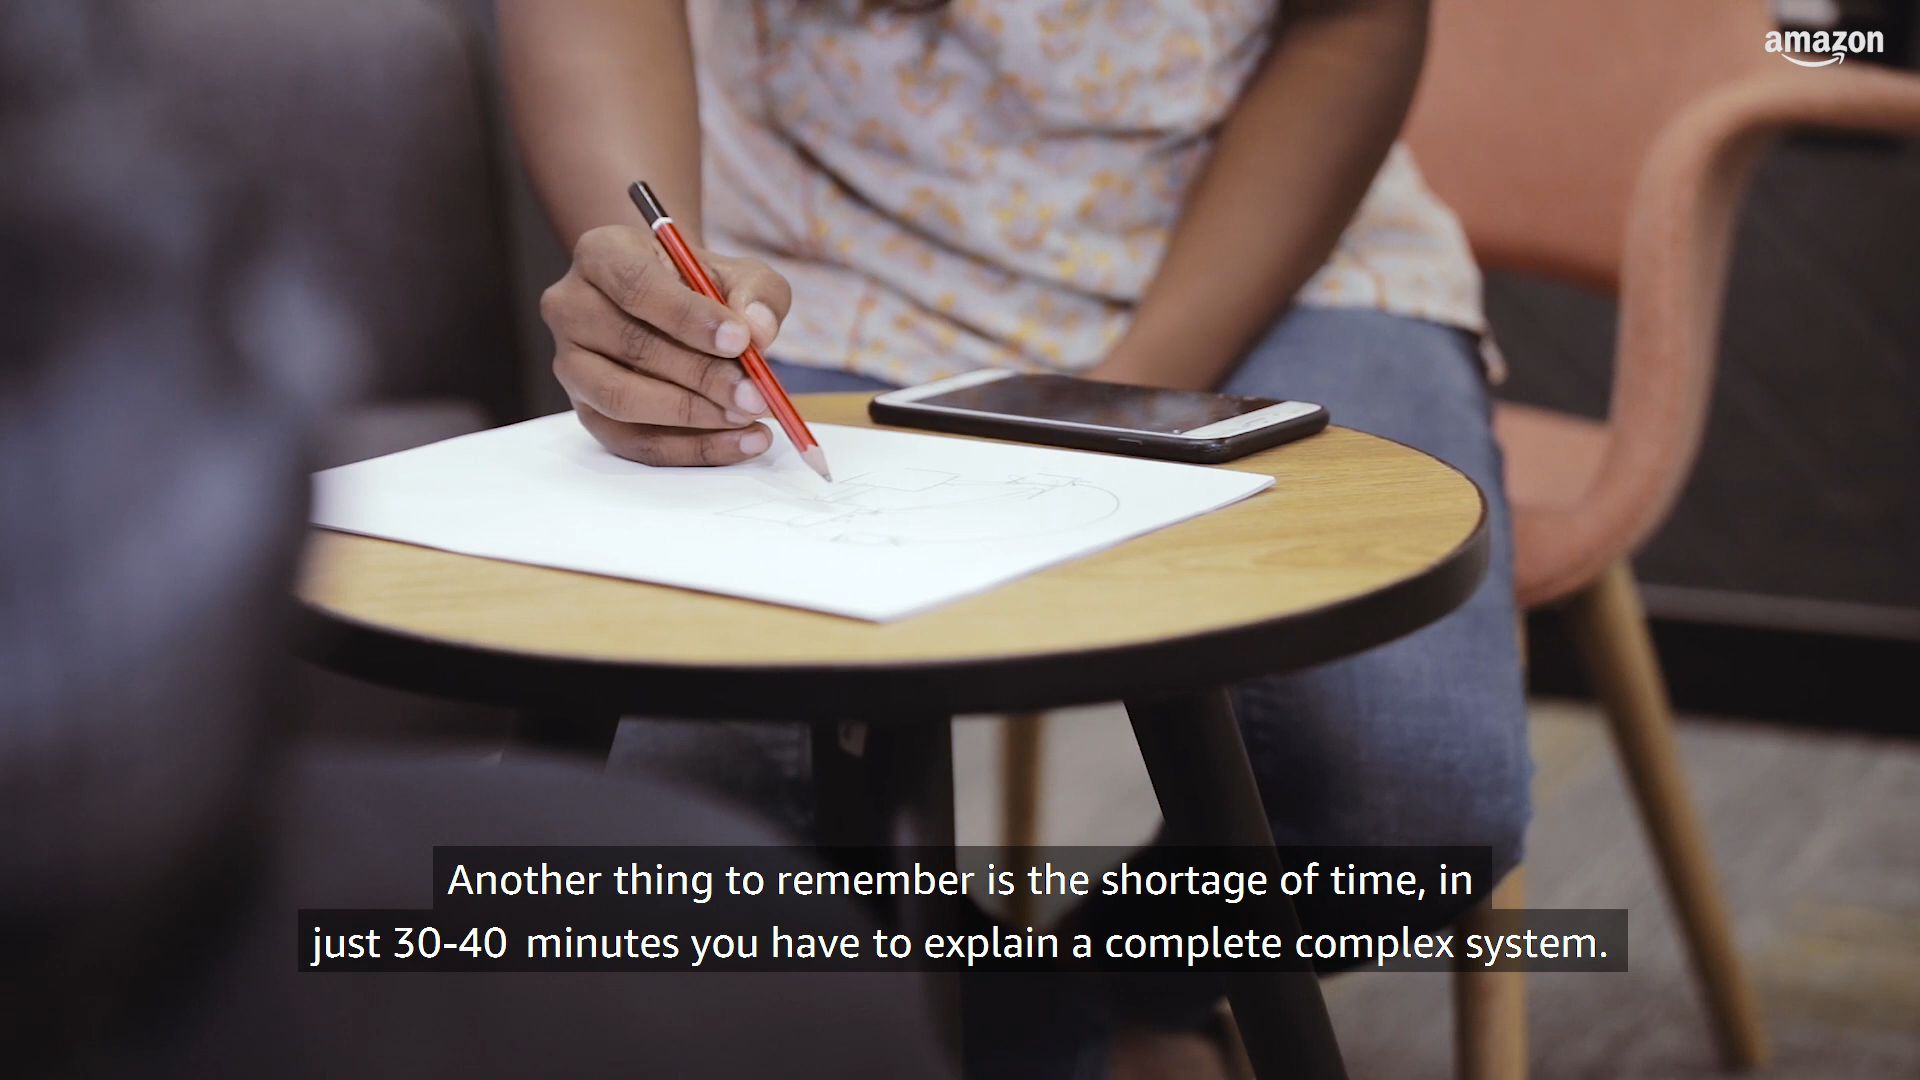 amazon
Another thing to remember is the shortage of time, in
just 30-40 minutes you have to explain a complete complex system.